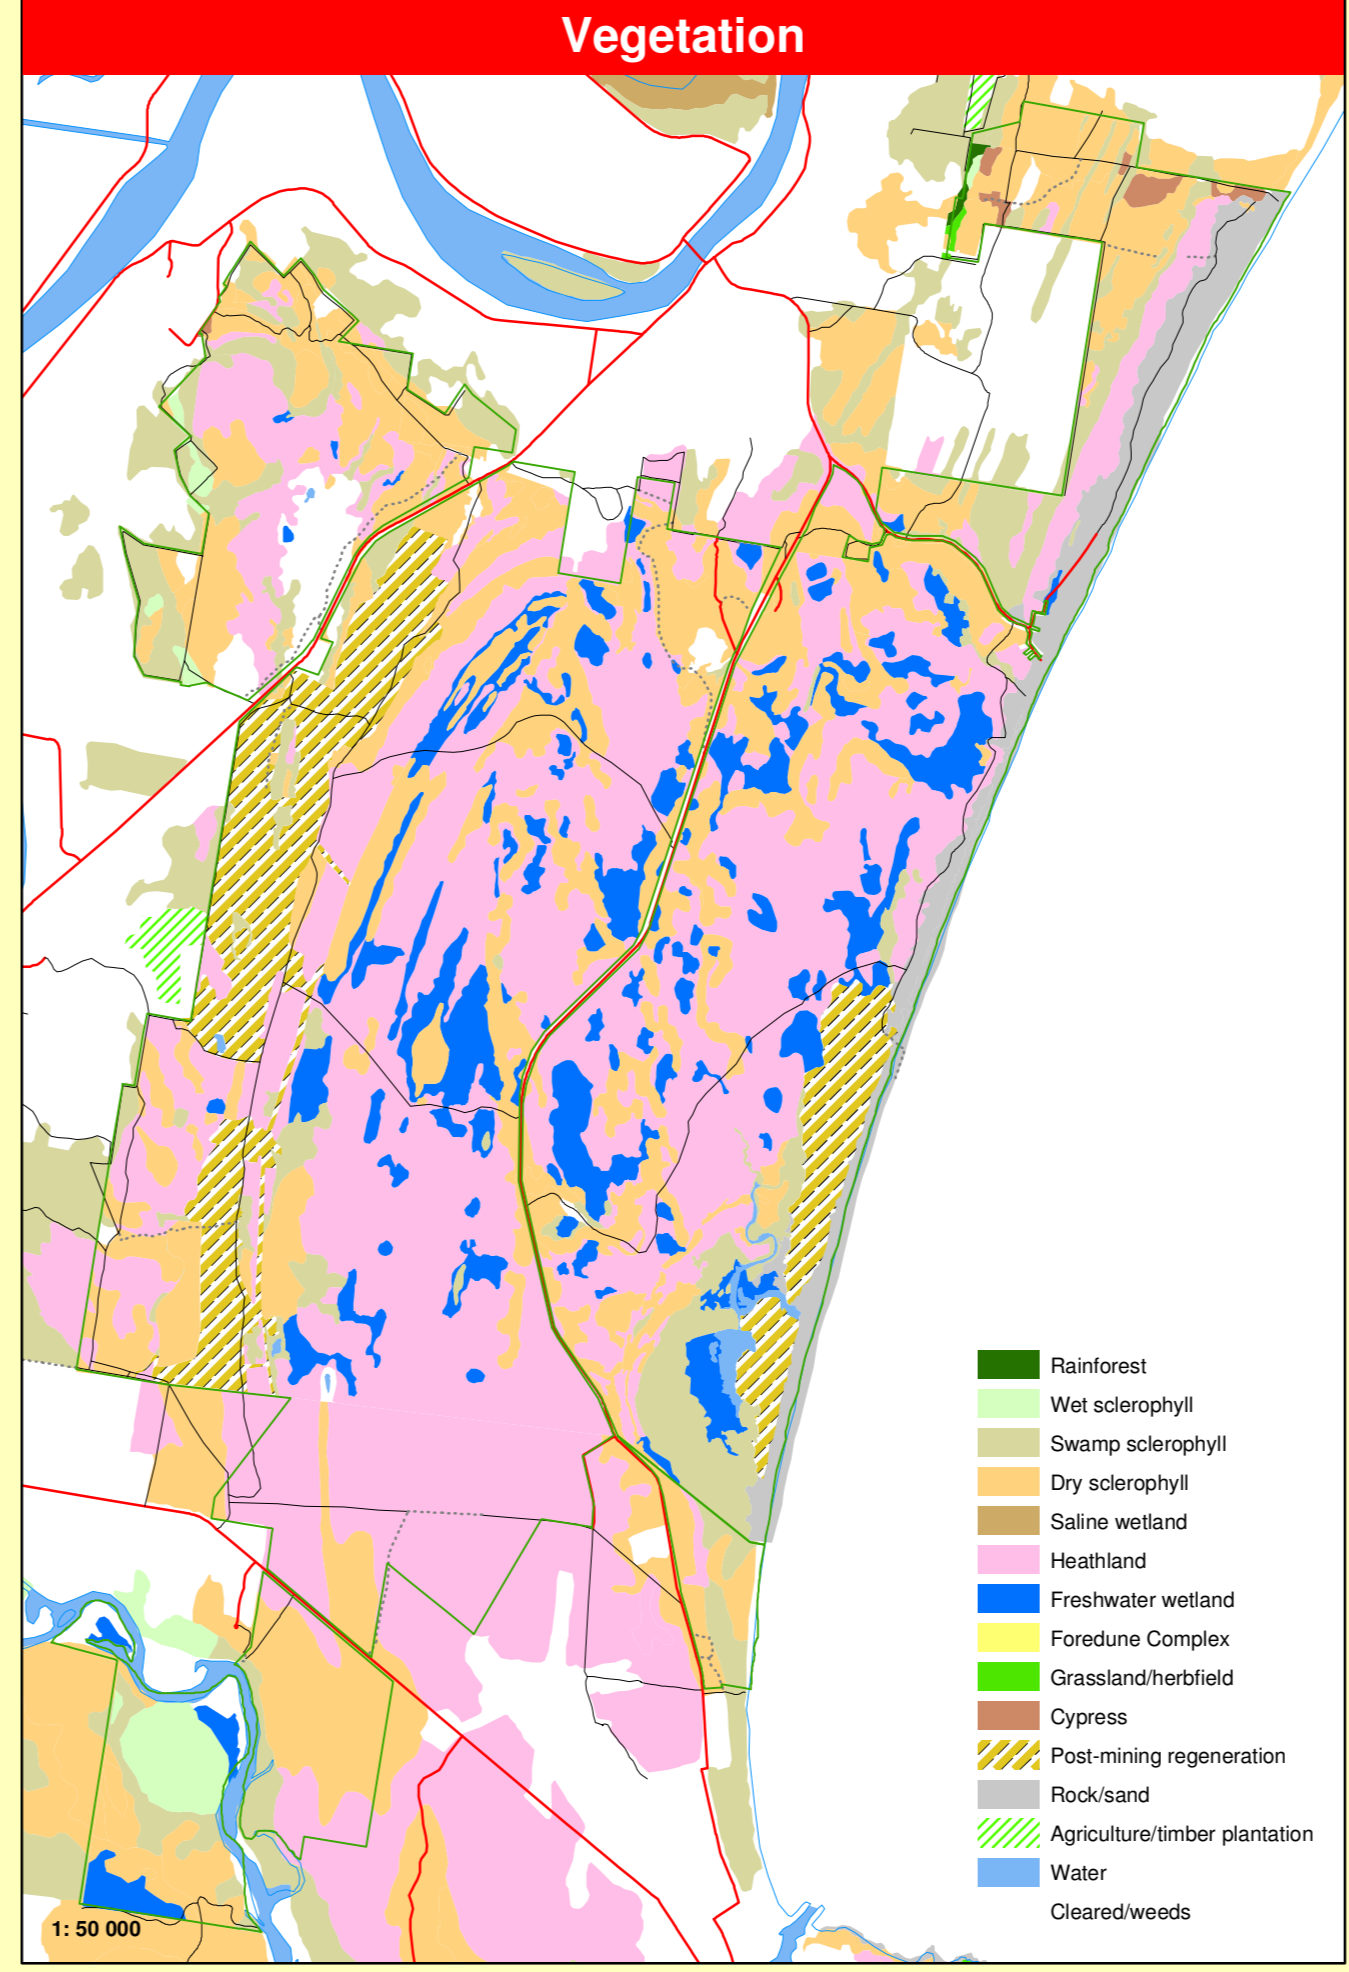 Vegetation
Rainforest
Wet sclerophyll
Swamp sclerophyll
Dry sclerophyll
Saline wetland
Heathland
Freshwater wetland
Foredune Complex
Grassland/herbfield
Cypress
Post-mining regeneration
Rock/sand
Agriculture/timber plantation
Water
Cleared/weeds
1: 50 000